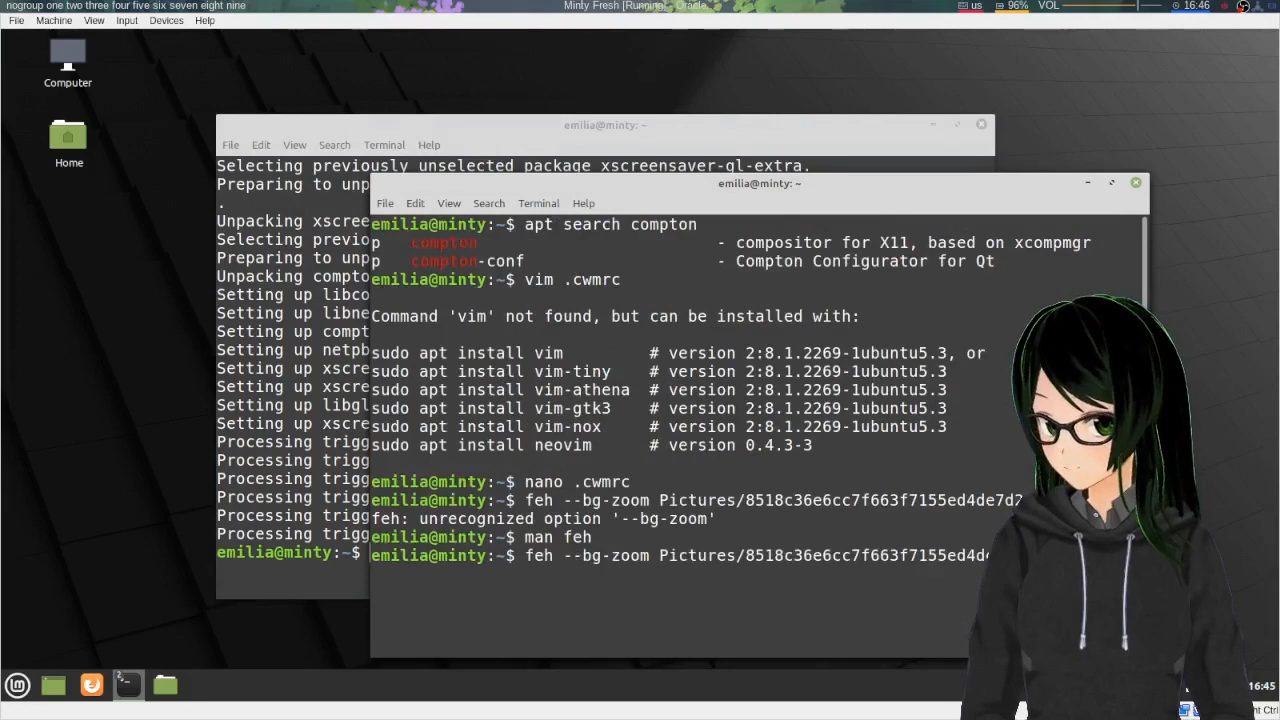 nogroup one two three four five six seven eight nine
Minty Fresh [Running] - Oracle
us 96% VOL 16:46
File Machine View Input Devices Help
Computer
Home
emilia@minty: ~
File Edit View Search Terminal Help
Selecting previously unselected package xscreensaver-gl-extra.
Preparing to unp
.
Unpacking xscree
Selecting previo
Preparing to unp
Unpacking compto
Setting up libco
Setting up libne
Setting up compt
Setting up netpb
Setting up xscre
Setting up xscre
Setting up libgl
Setting up xscre
Processing trigg
Processing trigg
Processing trigg
Processing trigg
Processing trigg
Processing trigg
emilia@minty:~$
emilia@minty: ~
File Edit View Search Terminal Help
emilia@minty:~$ apt search compton
p compton - compositor for X11, based on xcompmgr
p compton-conf - Compton Configurator for Qt
emilia@minty:~$ vim .cwmrc
Command 'vim' not found, but can be installed with:
sudo apt install vim # version 2:8.1.2269-1ubuntu5.3, or
sudo apt install vim-tiny # version 2:8.1.2269-1ubuntu5.3
sudo apt install vim-athena # version 2:8.1.2269-1ubuntu5.3
sudo apt install vim-gtk3 # version 2:8.1.2269-1ubuntu5.3
sudo apt install vim-nox # version 2:8.1.2269-1ubuntu5.3
sudo apt install neovim # version 0.4.3-3
emilia@minty:~$ nano .cwmrc
emilia@minty:~$ feh --bg-zoom Pictures/8518c36e6cc7f663f7155ed4de7d2
feh: unrecognized option '--bg-zoom'
emilia@minty:~$ man feh
emilia@minty:~$ feh --bg-zoom Pictures/8518c36e6cc7f663f7155ed4d
16:45
ht Ctrl